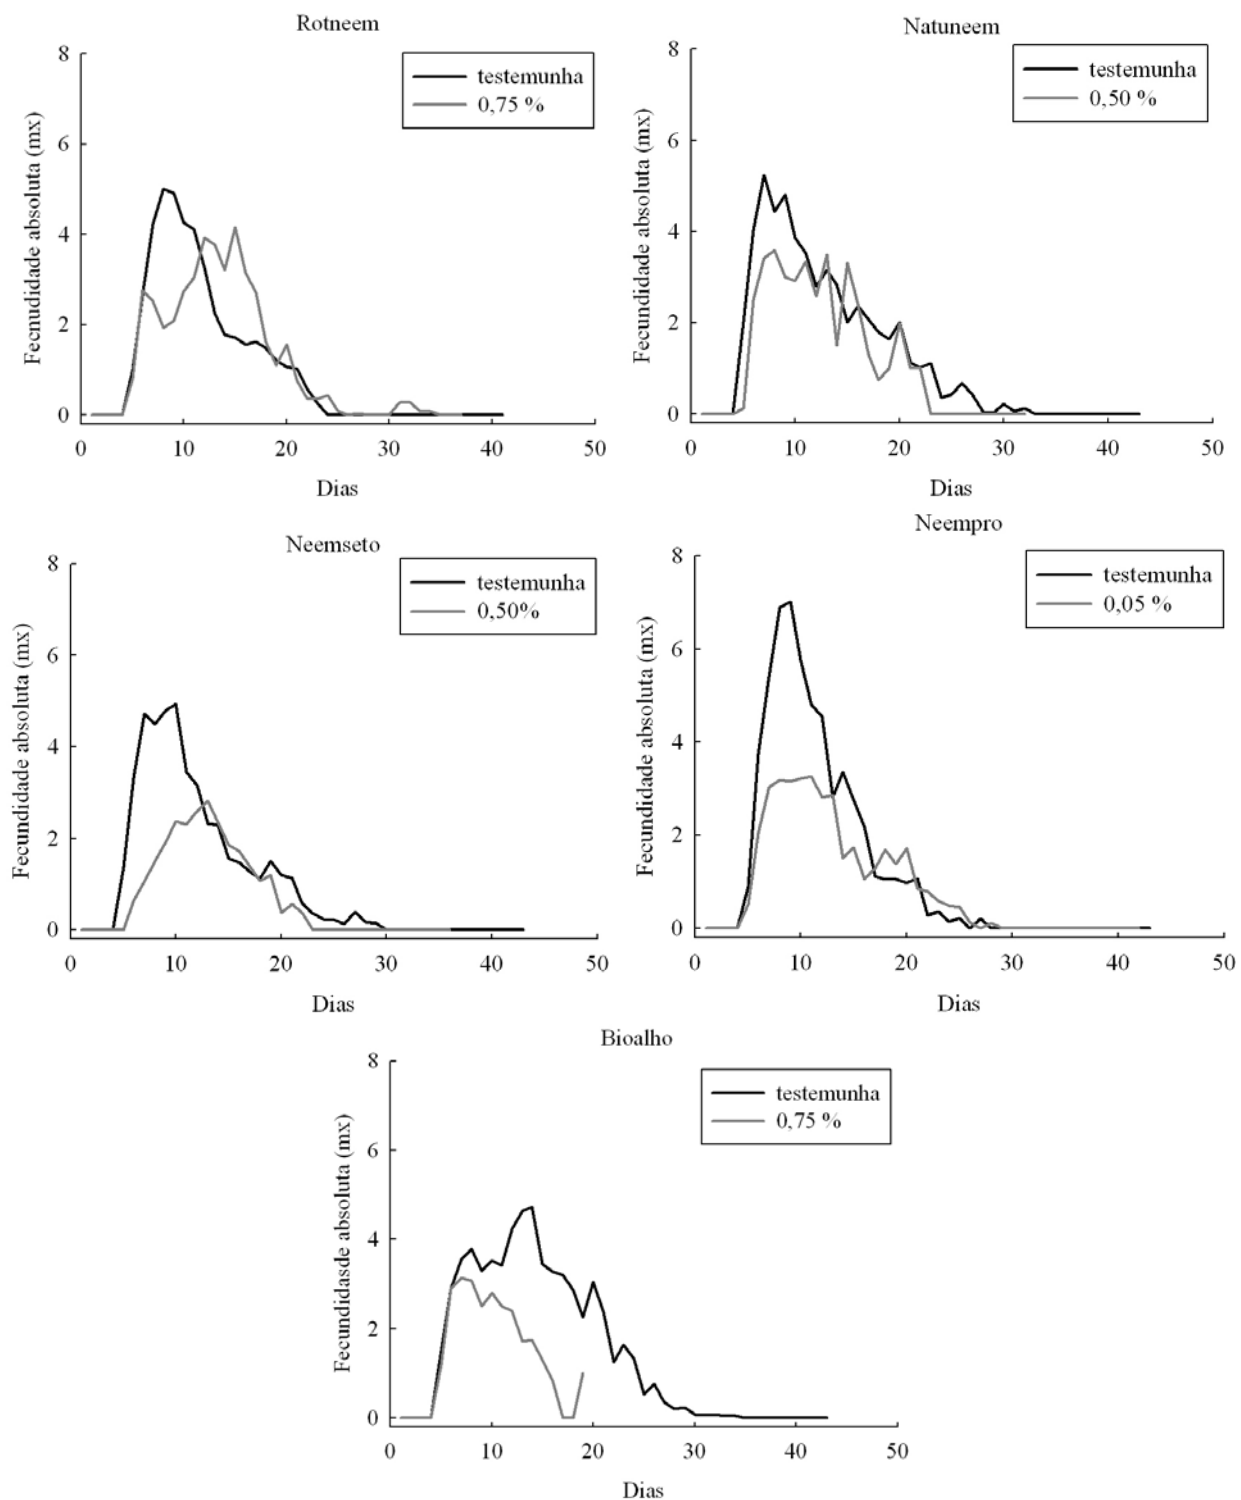 Rotneem
testemunha
0,75 %
Fecnudidade absoluta (mx)
8
6
4
2
0
0 10 20 30 40 50
Dias
Natuneem
testemunha
0,50 %
Fecundidade absoluta (mx)
8
6
4
2
0
0 10 20 30 40 50
Dias
Neemseto
testemunha
0,50%
Fecundidade absoluta (mx)
8
6
4
2
0
0 10 20 30 40 50
Dias
Neempro
testemunha
0,05 %
Fecundidade absoluta (mx)
8
6
4
2
0
0 10 20 30 40 50
Dias
Bioalho
testemunha
0,75 %
Fecundidasde absoluta (mx)
8
6
4
2
0
0 10 20 30 40 50
Dias